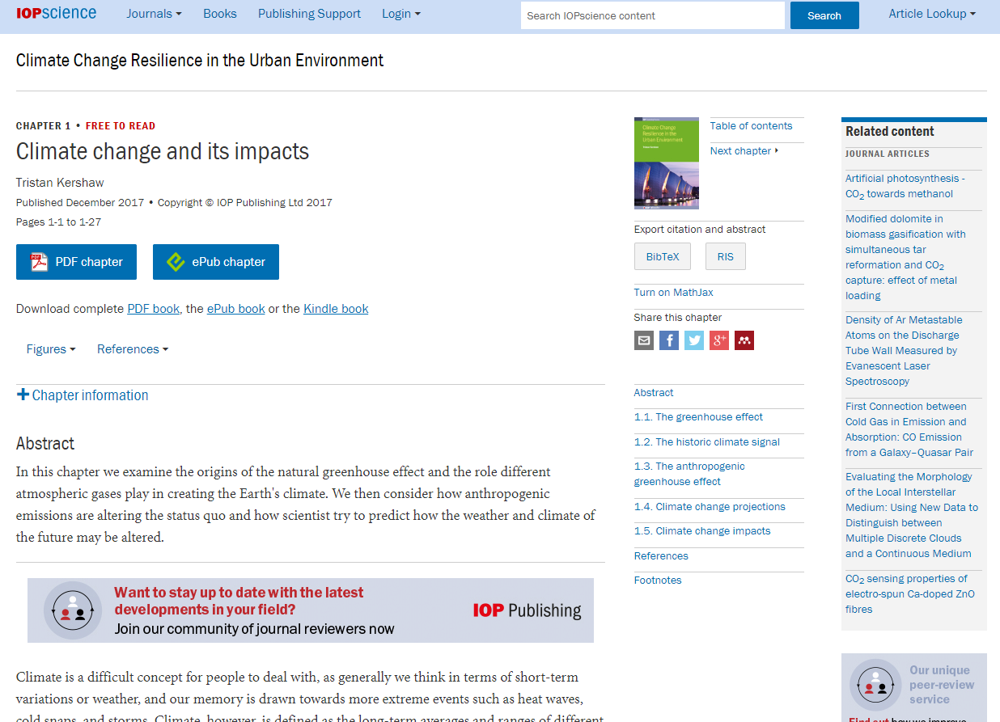 IOPscience Journals Books Publishing Support Login Search IOPscience content Search Article Lookup
Climate Change Resilience in the Urban Environment
CHAPTER 1 • FREE TO READ
Climate change and its impacts
Tristan Kershaw
Published December 2017 • Copyright © IOP Publishing Ltd 2017
Pages 1-1 to 1-27
PDF chapter ePub chapter
Download complete PDF book, the ePub book or the Kindle book
Figures References
Chapter information
Abstract
In this chapter we examine the origins of the natural greenhouse effect and the role different
atmospheric gases play in creating the Earth's climate. We then consider how anthropogenic
emissions are altering the status quo and how scientist try to predict how the weather and climate of
the future may be altered.
Want to stay up to date with the latest
developments in your field?
Join our community of journal reviewers now
IOP Publishing
Climate is a difficult concept for people to deal with, as generally we think in terms of short-term
variations or weather, and our memory is drawn towards more extreme events such as heat waves,
cold snaps, and storms. Climate, however, is defined as the long-term averages and ranges of different
Climate Change
Resilience in the
Urban Environment
Table of contents
Next chapter
Export citation and abstract
BibTeX RIS
Turn on MathJax
Share this chapter
Abstract
1.1. The greenhouse effect
1.2. The historic climate signal
1.3. The anthropogenic
greenhouse effect
1.4. Climate change projections
1.5. Climate change impacts
References
Footnotes
Related content
JOURNAL ARTICLES
Artificial photosynthesis -
CO2 towards methanol
Modified dolomite in
biomass gasification with
simultaneous tar
reformation and CO2
capture: effect of metal
loading
Density of Ar Metastable
Atoms on the Discharge
Tube Wall Measured by
Evanescent Laser
Spectroscopy
First Connection between
Cold Gas in Emission and
Absorption: CO Emission
from a Galaxy–Quasar Pair
Evaluating the Morphology
of the Local Interstellar
Medium: Using New Data to
Distinguish between
Multiple Discrete Clouds
and a Continuous Medium
CO2 sensing properties of
electro-spun Ca-doped ZnO
fibres
Our unique
peer-review
service
Find out how we improve